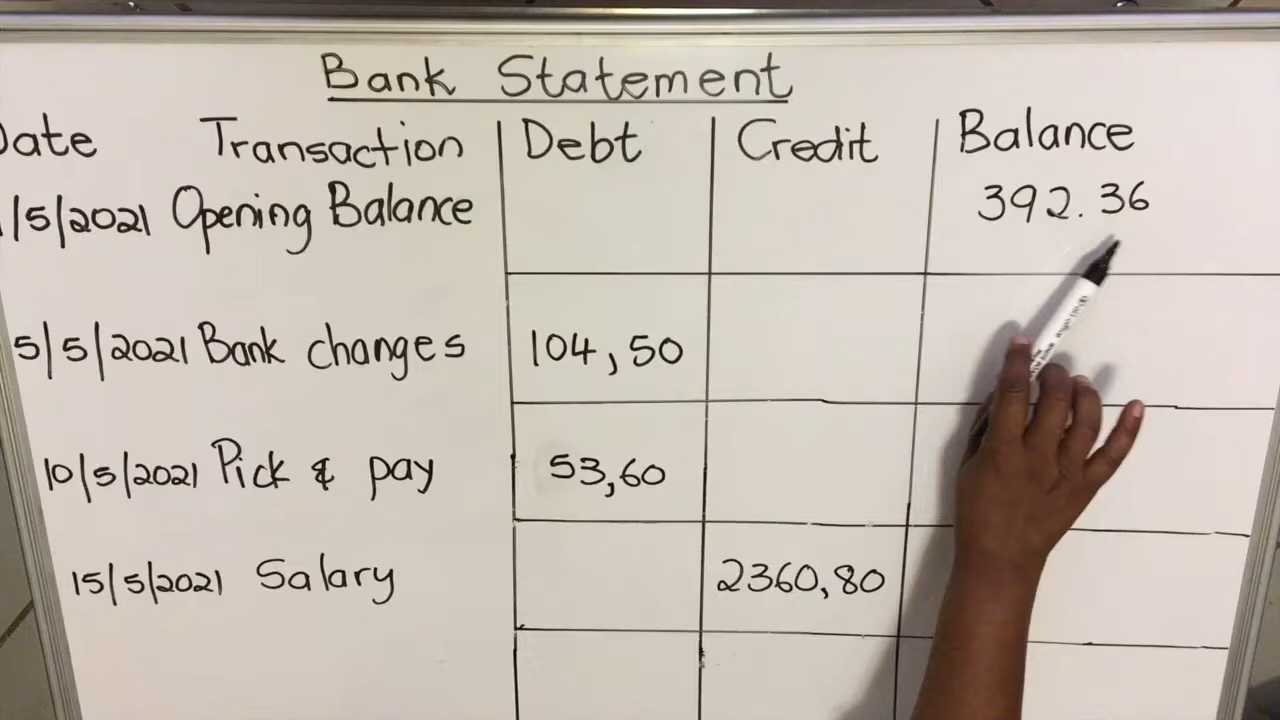 Bank Statement
Date Transaction Debt Credit Balance
/5/2021 Opening Balance 392.36
5/5/2021 Bank changes 104,50
10/5/2021 Pick & pay 53,60
15/5/2021 Salary 2360,80